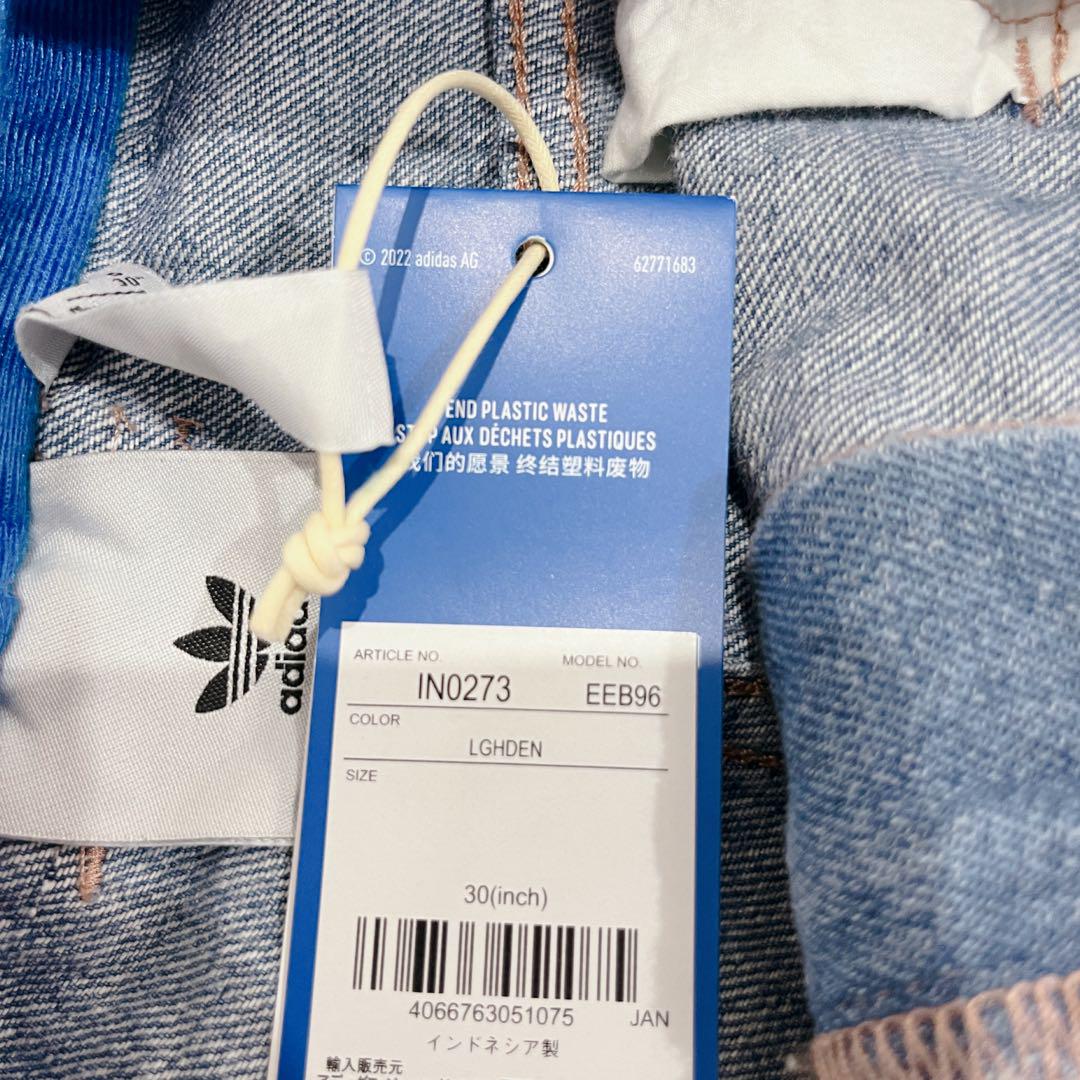 © 2022 adidas AG 62771683
END PLASTIC WASTE
AUX DÉCHETS PLASTIQUES
们的愿景 终结塑料废物
30"
adidas
ARTICLE NO. MODEL NO.
IN0273 EEB96
COLOR
LGHDEN
SIZE
30(inch)
4066763051075 JAN
インドネシア製
輸入販売元